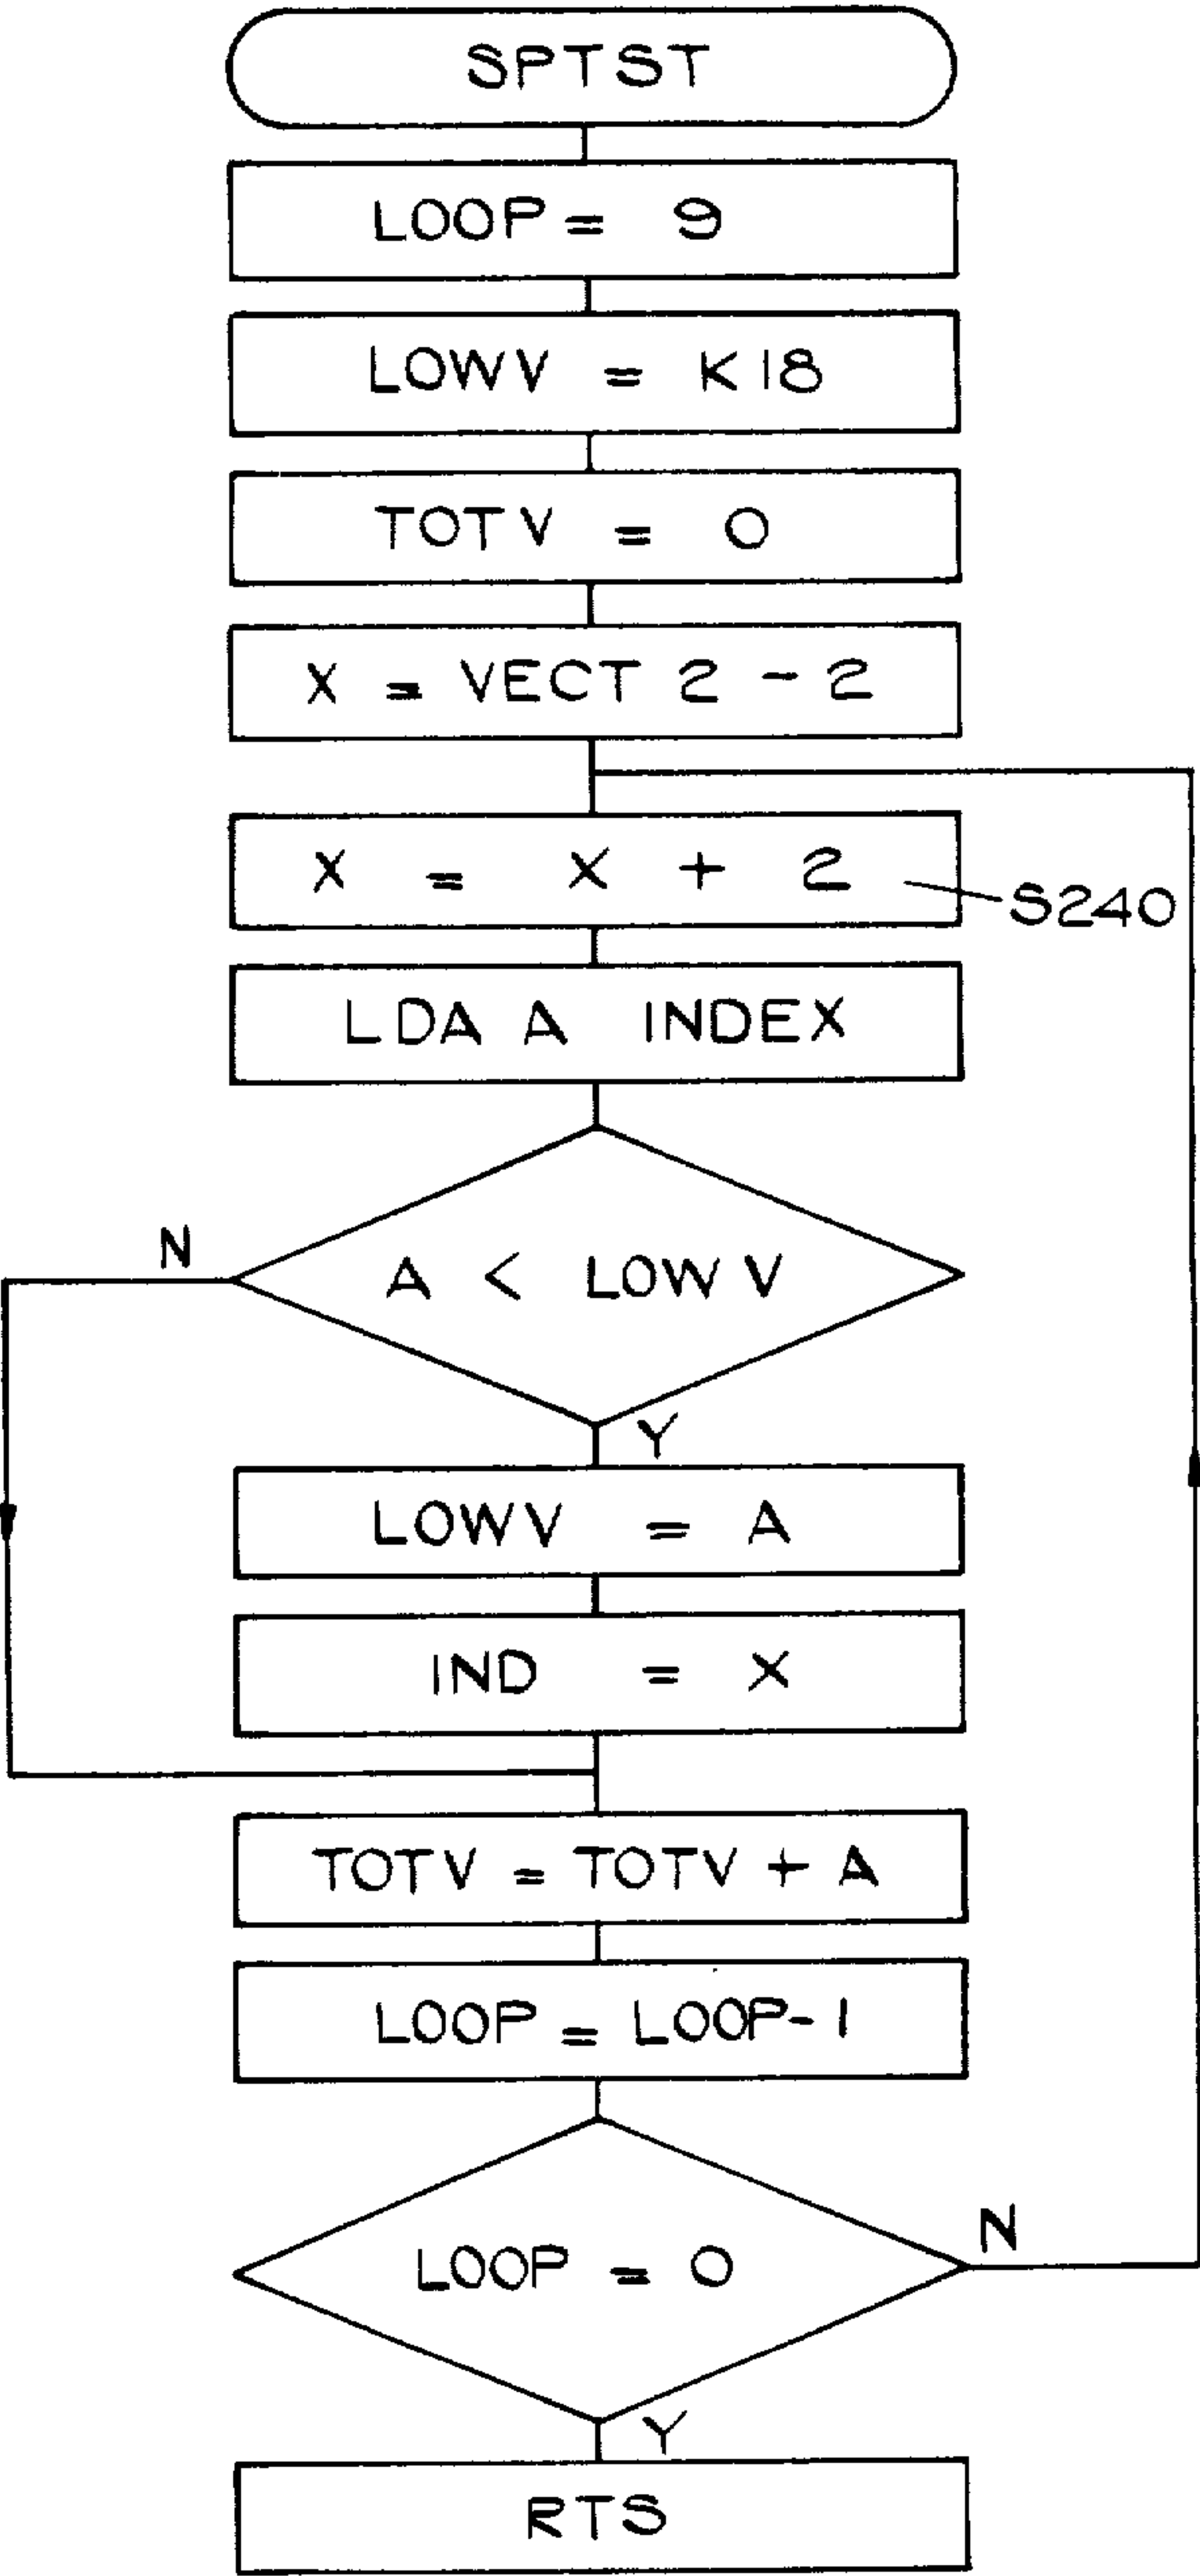 SPTST
LOOP = 9
LOWV = K18
TOTV = 0
X = VECT 2 - 2
X = X + 2
S240
LDA A INDEX
N
A < LOWV
Y
LOWV = A
IND = X
TOTV = TOTV + A
LOOP = LOOP-1
N
LOOP = 0
Y
RTS